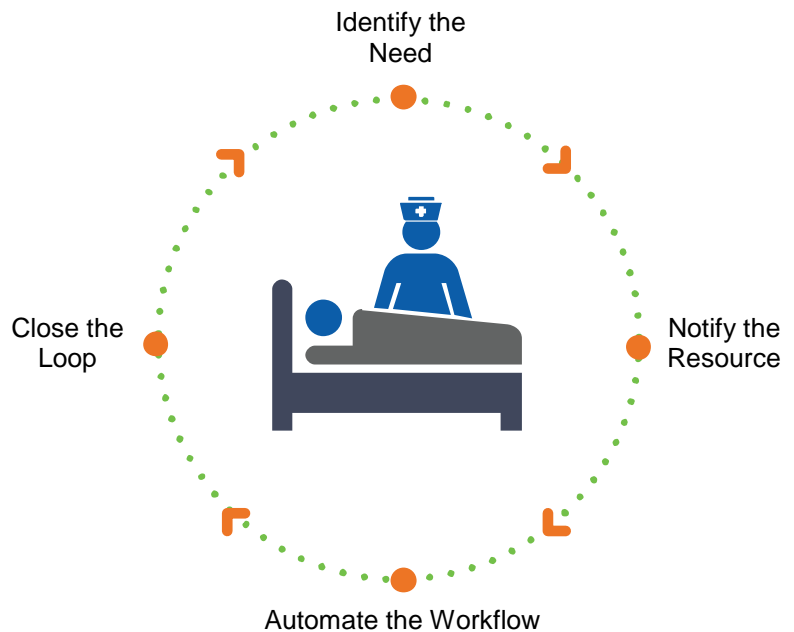 Identify the
Need
Notify the
Resource
Automate the Workflow
Close the
Loop